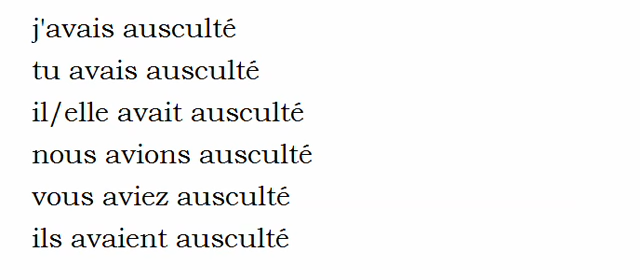 j'avais ausculté
tu avais ausculté
il/elle avait ausculté
nous avions ausculté
vous aviez ausculté
ils avaient ausculté